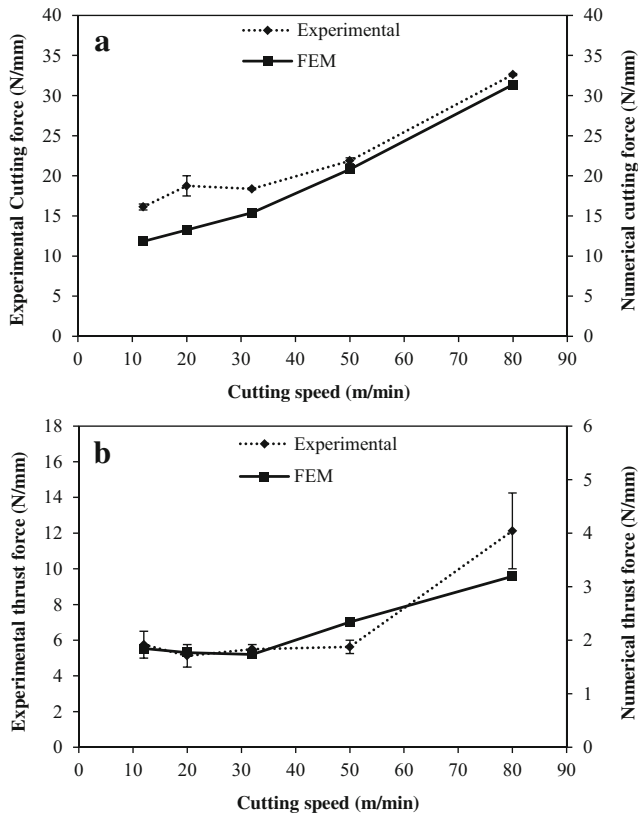 a
Experimental
FEM
Experimental Cutting force (N/mm)
40
35
30
25
20
15
10
5
0
Numerical cutting force (N/mm)
40
35
30
25
20
15
10
5
0
0 10 20 30 40 50 60 70 80 90
Cutting speed (m/min)
b
Experimental
FEM
Experimental thrust force (N/mm)
18
16
14
12
10
8
6
4
2
0
Numerical thrust force (N/mm)
6
5
4
3
2
1
0
0 10 20 30 40 50 60 70 80 90
Cutting speed (m/min)